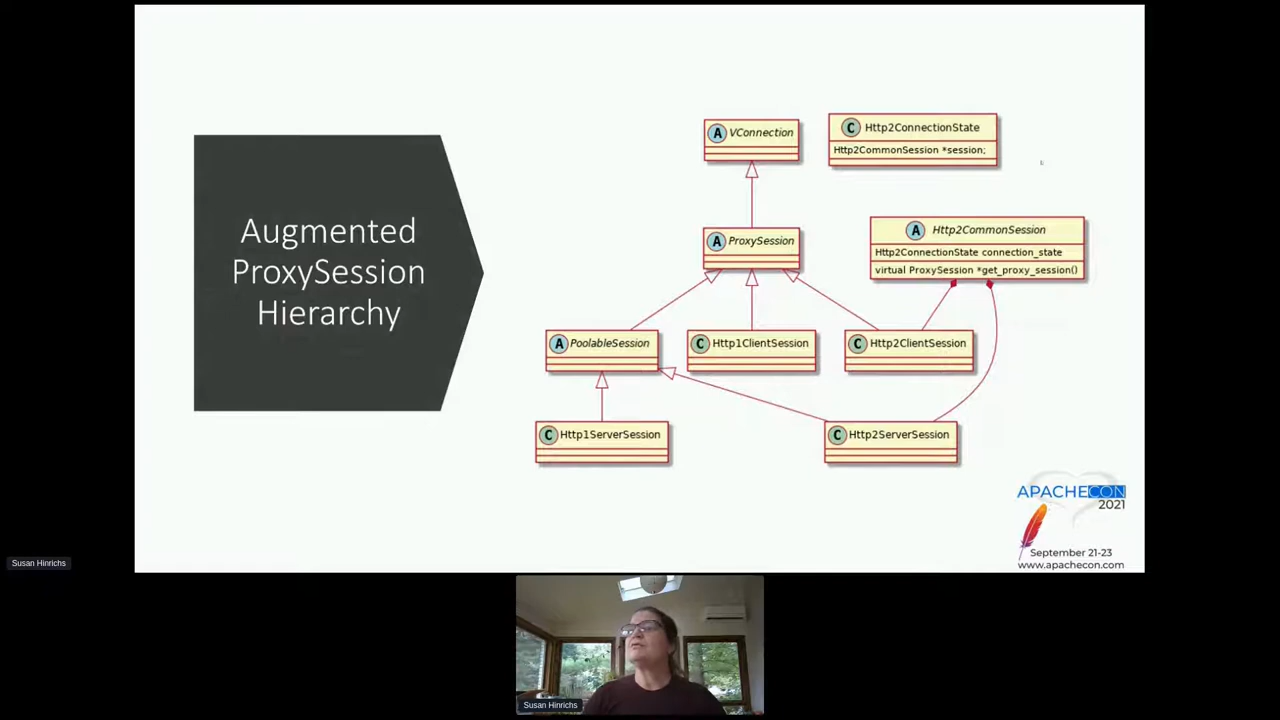 Augmented
ProxySession
Hierarchy
A VConnection
C Http2ConnectionState
Http2CommonSession *session;
A ProxySession
A Http2CommonSession
Http2ConnectionState connection_state
virtual ProxySession *get_proxy_session()
A PoolableSession
C Http1ClientSession
C Http2ClientSession
C Http1ServerSession
C Http2ServerSession
APACHECON
2021
September 21-23
www.apachecon.com
Susan Hinrichs
Susan Hinrichs